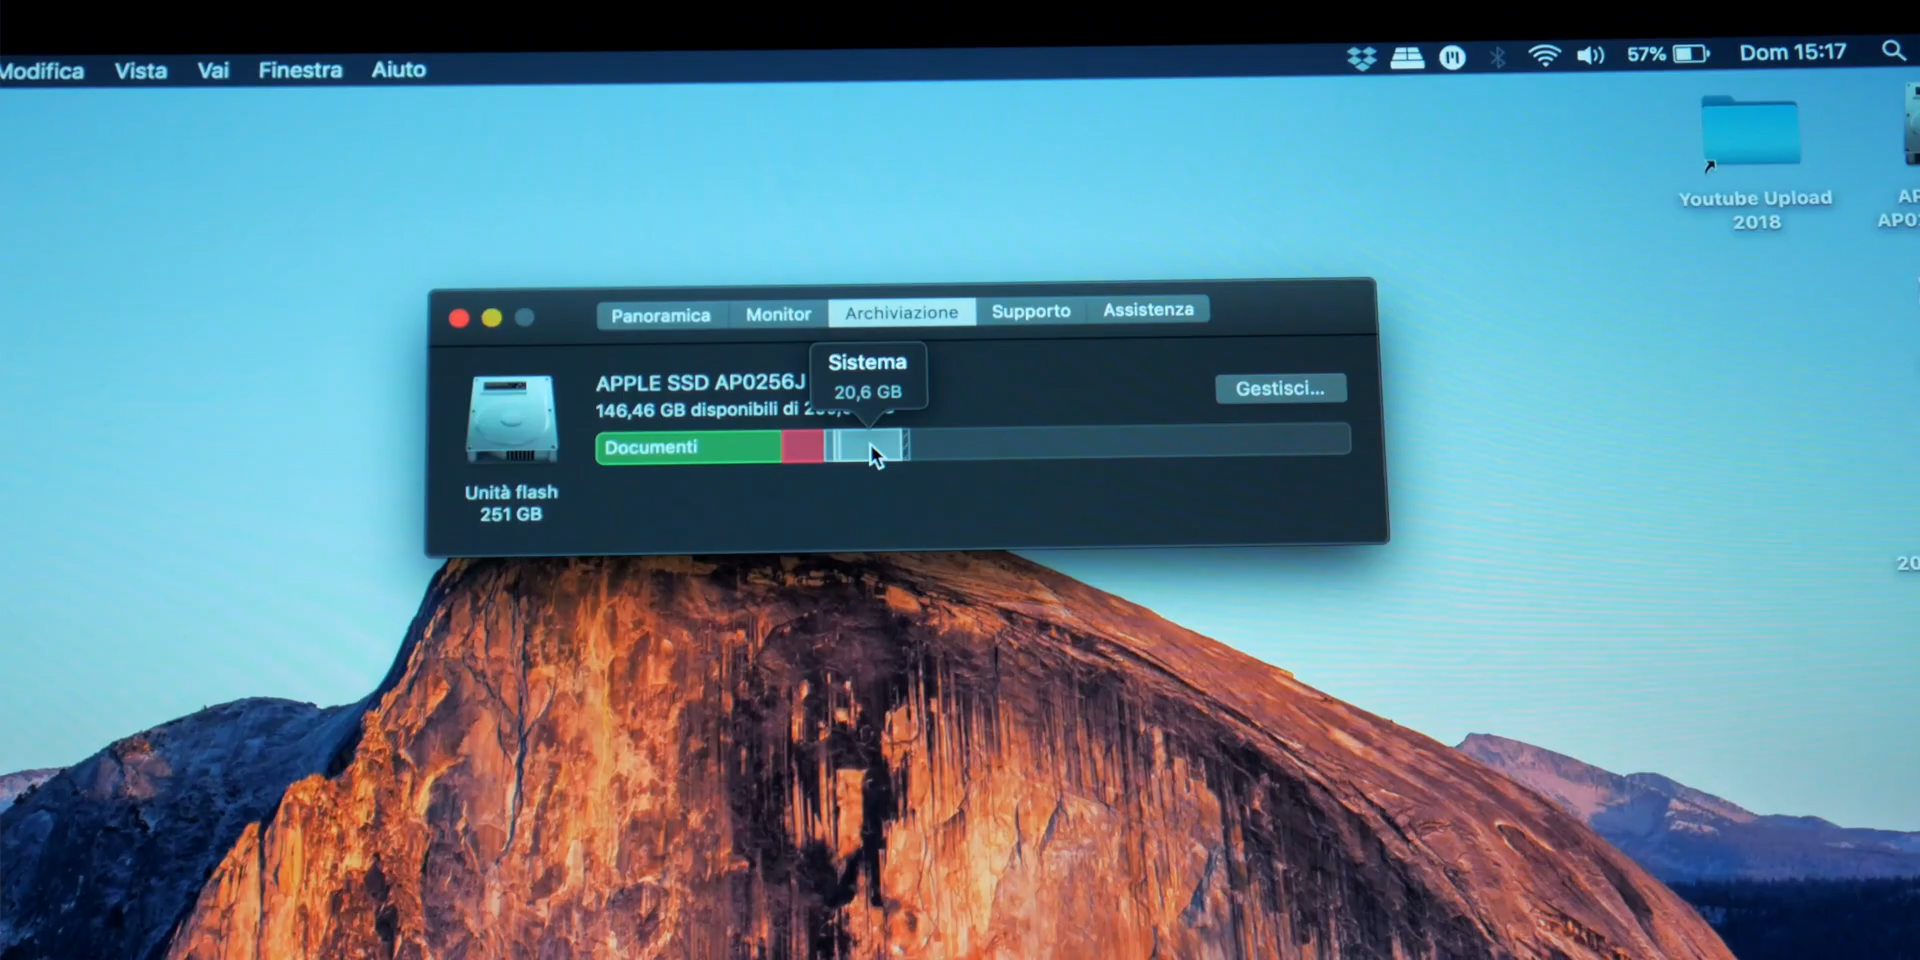 Modifica Vista Vai Finestra Aiuto 57% Dom 15:17
Youtube Upload
2018
Panoramica Monitor Archiviazione Supporto Assistenza
Sistema
20,6 GB
APPLE SSD AP0256J
146,46 GB disponibili di
Gestisci...
Documenti
Unità flash
251 GB